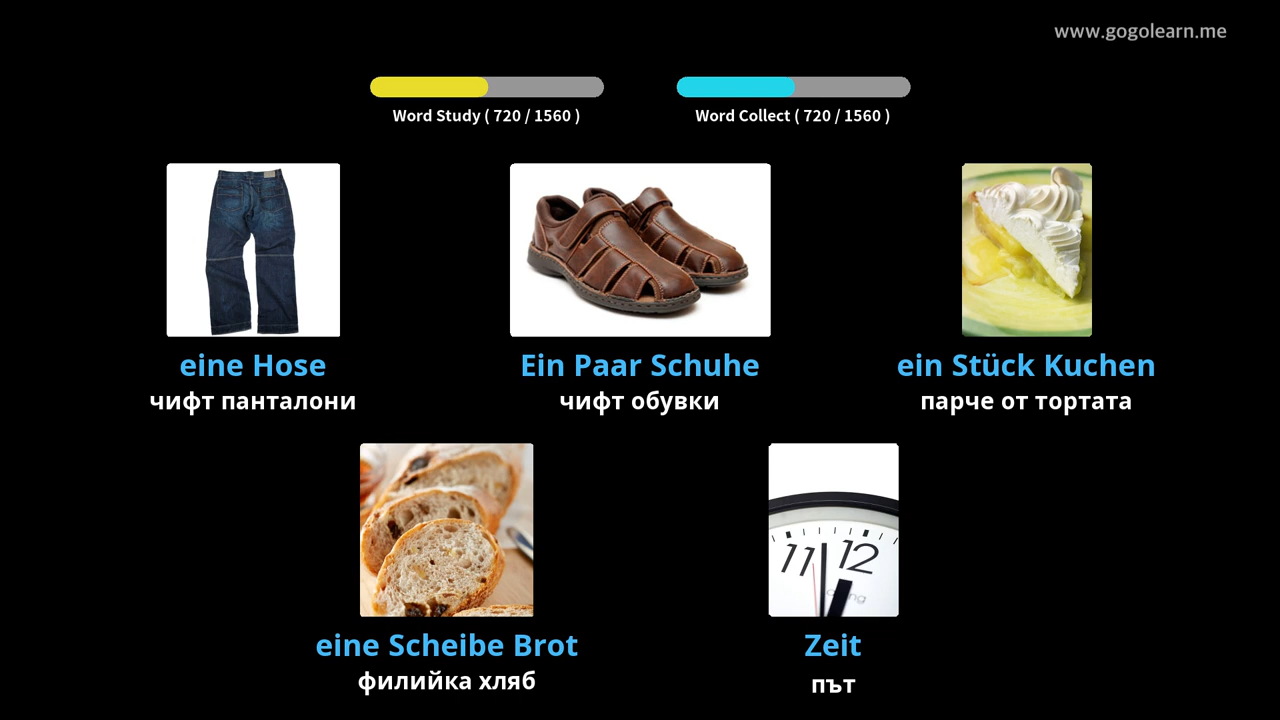 www.gogolearn.me
Word Study ( 720 / 1560 )
Word Collect ( 720 / 1560 )
eine Hose
чифт панталони
Ein Paar Schuhe
чифт обувки
ein Stück Kuchen
парче от тортата
11 12
eine Scheibe Brot
филийка хляб
Zeit
път